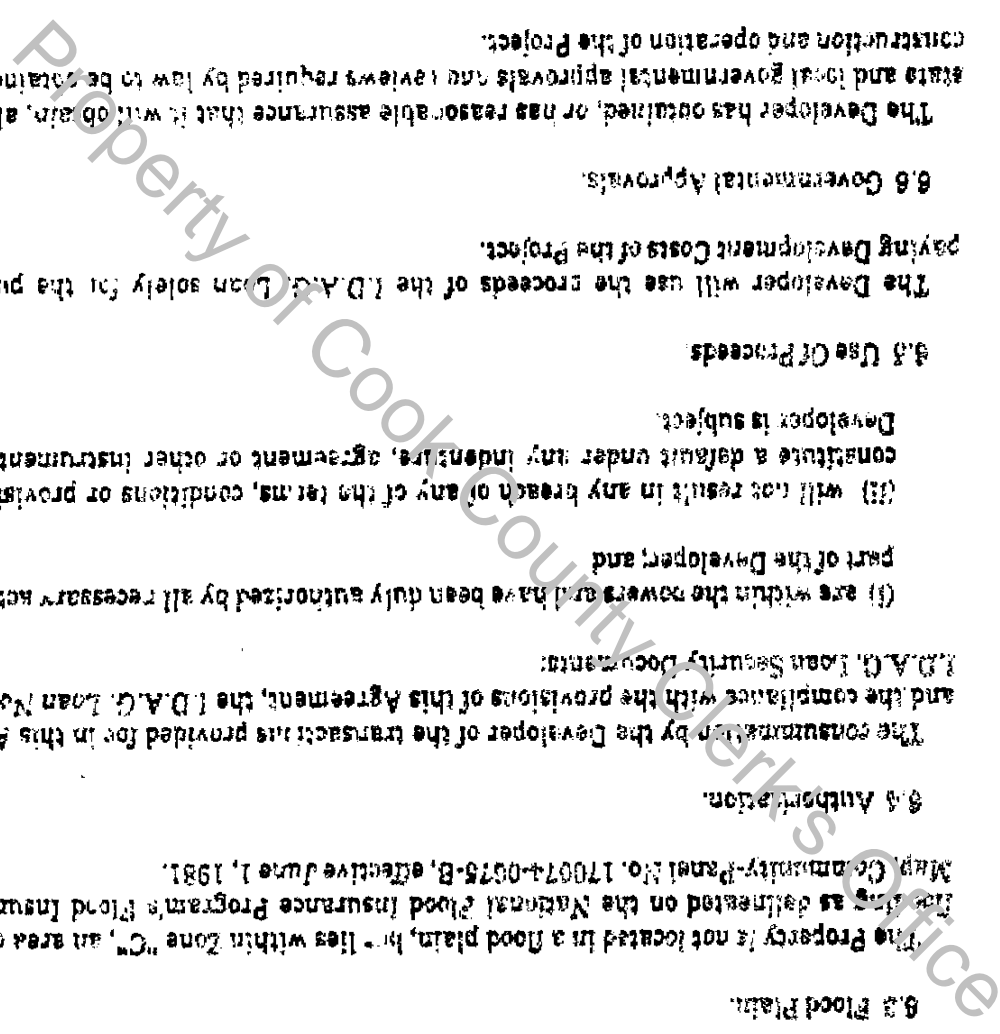 6.3 Flood Plain.
The Property is not located in a flood plain, but lies within Zone "C", an area
flooding as delineated on the National Flood Insurance Program's Flood Insu
Map, Community-Panel No. 170074-0075-B, effective June 1, 1981.
6.4 Authorization.
The consummation by the Developer of the transactions provided for in this A
and the compliance with the provisions of this Agreement, the I.D.A.G. Loan No
I.D.A.G. Loan Security Documents:
(i) are within the powers and have been duly authorized by all necessary act
part of the Developer; and
(ii) will not result in any breach of any of the terms, conditions or provis
constitute a default under any indenture, agreement or other instrument
Developer is subject.
6.5 Use Of Proceeds
The Developer will use the proceeds of the I.D.A.G. Loan solely for the pu
paying Development Costs of the Project.
6.6 Governmental Approvals.
The Developer has obtained, or has reasonable assurance that it will obtain, al
state and local governmental approvals and reviews required by law to be obtaine
construction and operation of the Project.
Property of Cook County Clerk's Office